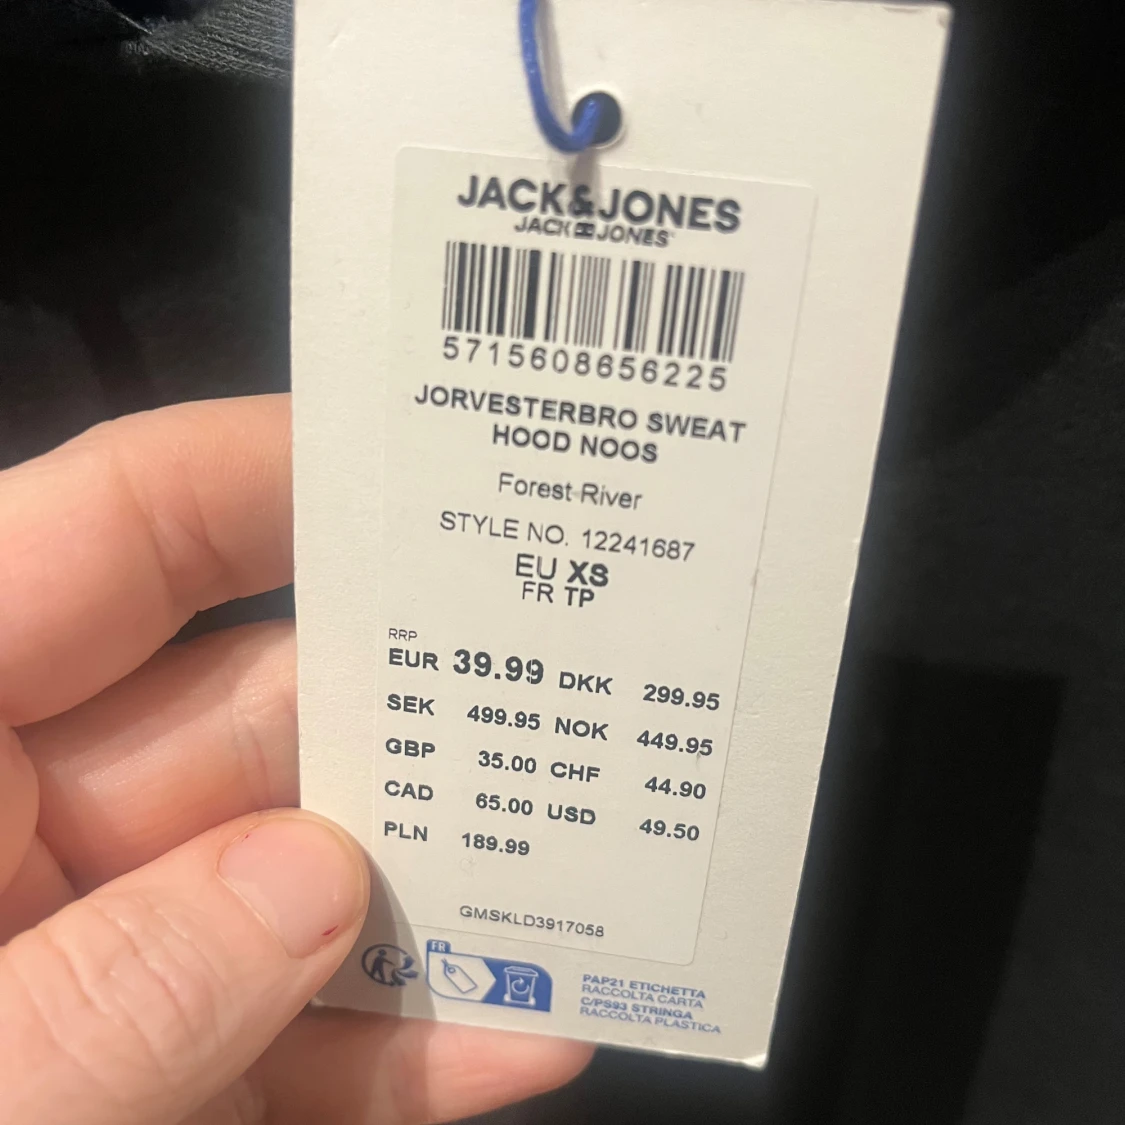 JACK&JONES
JACK&JONES
5715608656225
JORVESTERBRO SWEAT
HOOD NOOS
Forest River
STYLE NO. 12241687
EU XS
FR TP
RRP
EUR 39.99 DKK 299.95
SEK 499.95 NOK 449.95
GBP 35.00 CHF 44.90
CAD 65.00 USD 49.50
PLN 189.99
GMSKLD3917058
FR
PAP21 ETICHETTA
RACCOLTA CARTA
C/PS93 STRINGA
RACCOLTA PLASTICA